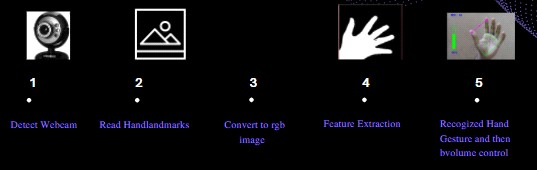 1
2
3
4
5
Detect Webcam
Read Handlandmarks
Convert to rgb
image
Feature Extraction
Recogized Hand
Gesture and then
bvolume control